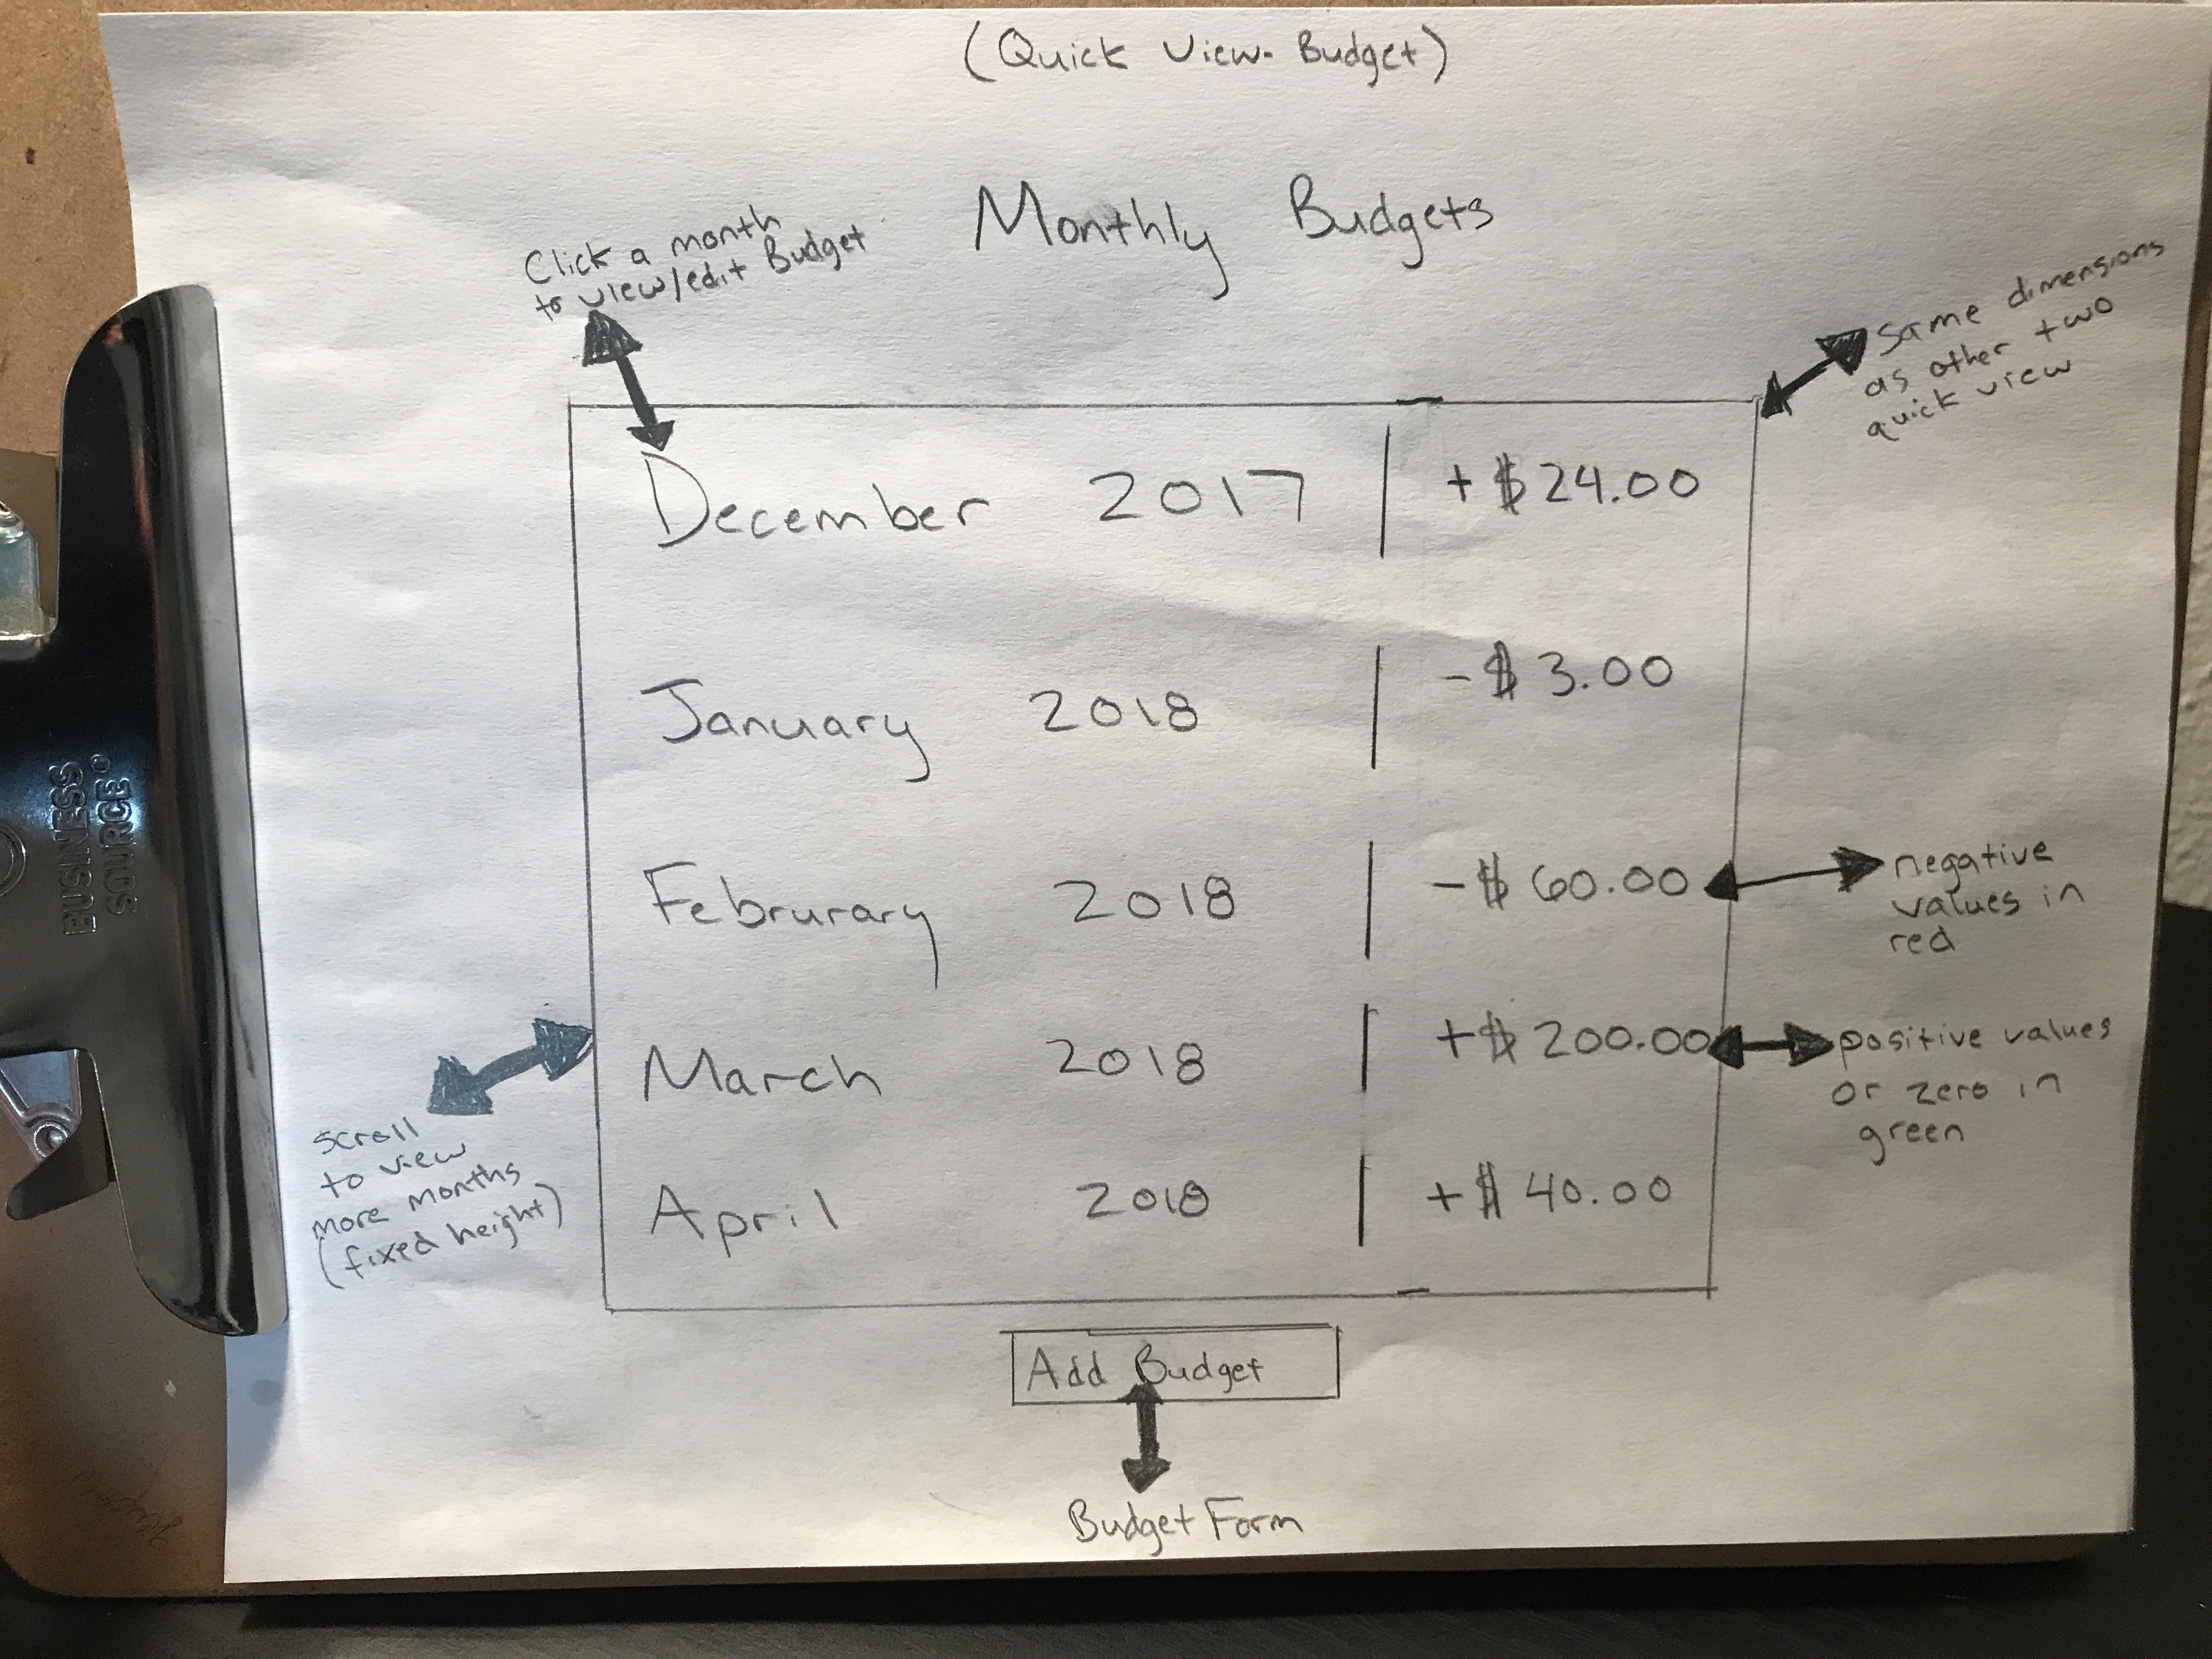 (Quick View- Budget)
Monthly Budgets
Click a month
to view/edit Budget
Same dimensions
as other two
quick view
December 2017 | + $ 24.00
January 2018 | - $ 3.00
Februrary 2018 | - $ 60.00
negative
values in
red
March 2018 | + $ 200.00
positive values
or zero in
green
April 2018 | + $ 40.00
scroll
to view
more months
(fixed height)
Add Budget
Budget Form
BUSINESS
SOURCE